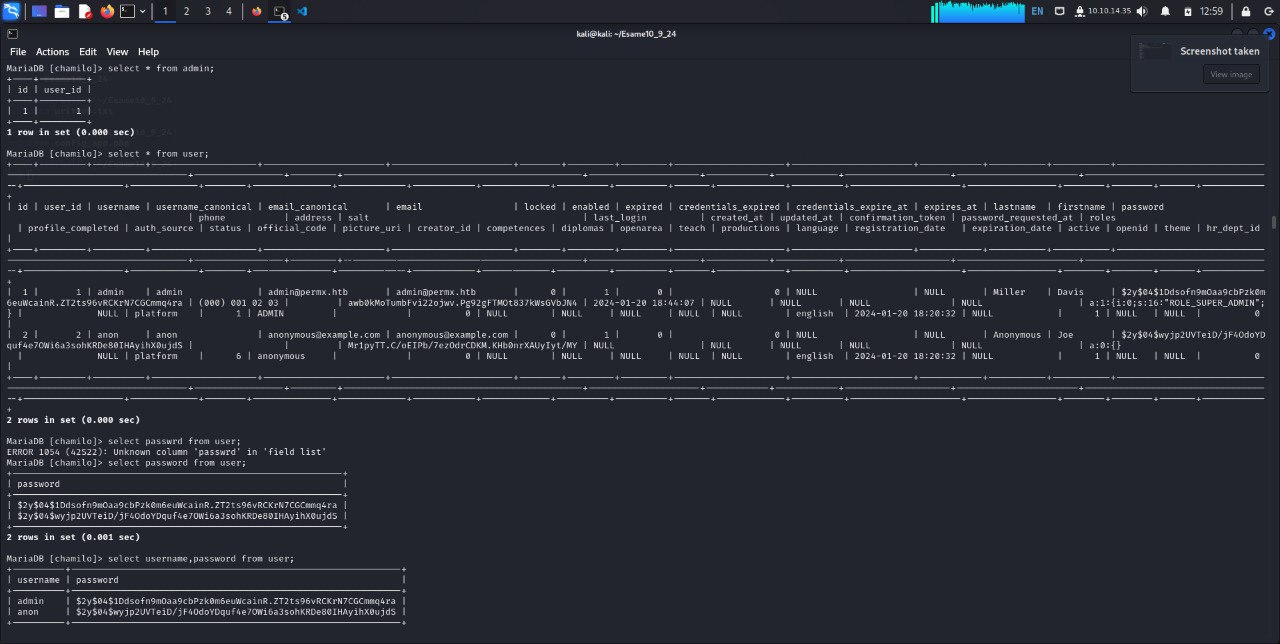 1 2 3 4 5 EN 10.10.14.35 12:59
kali@kali: ~/Esame10_9_24
File Actions Edit View Help
Screenshot taken
View image
MariaDB [chamilo]> select * from admin;
| id | user_id |
| 1 | 1 |
1 row in set (0.000 sec)
MariaDB [chamilo]> select * from user;
| id | user_id | username | username_canonical | email_canonical | email | locked | enabled | expired | credentials_expired | credentials_expire_at | expires_at | lastname | firstname | password
| phone | address | salt | last_login | created_at | updated_at | confirmation_token | password_requested_at | roles
| profile_completed | auth_source | status | official_code | picture_uri | creator_id | competences | diplomas | openarea | teach | productions | language | registration_date | expiration_date | active | openid | theme | hr_dept_id
|
| 1 | 1 | admin | admin | admin@permx.htb | admin@permx.htb | 0 | 1 | 0 | 0 | NULL | NULL | Miller | Davis | $2y$04$1Ddsofn9mOaa9cbPzk0m
6euWcainR.ZT2ts96vRCKrN7CGCmmq4ra | (000) 001 02 03 | | awb0kMoTumbFvi22ojwv.Pg92gFTMOt837kWsGVbJN4 | 2024-01-20 18:44:07 | NULL | NULL | NULL | NULL | a:1:{i:0;s:16:"ROLE_SUPER_ADMIN";
} | NULL | platform | 1 | ADMIN | | 0 | NULL | NULL | NULL | NULL | NULL | english | 2024-01-20 18:20:32 | NULL | 1 | NULL | NULL | 0
|
| 2 | 2 | anon | anon | anonymous@example.com | anonymous@example.com | 0 | 1 | 0 | 0 | NULL | NULL | Anonymous | Joe | $2y$04$wyjp2UVTeiD/jF4OdoYD
quf4e7OWi6a3sohKRDe80IHAyihX0ujdS | | | Mr1pyTT.C/oEIPb/7ezOdrCDKM.KHb0nrXAUyIyt/MY | NULL | NULL | NULL | NULL | NULL | a:0:{}
| NULL | platform | 6 | anonymous | | 0 | NULL | NULL | NULL | NULL | NULL | english | 2024-01-20 18:20:32 | NULL | 1 | NULL | NULL | 0
|
2 rows in set (0.000 sec)
MariaDB [chamilo]> select passwrd from user;
ERROR 1054 (42S22): Unknown column 'passwrd' in 'field list'
MariaDB [chamilo]> select password from user;
| password |
| $2y$04$1Ddsofn9mOaa9cbPzk0m6euWcainR.ZT2ts96vRCKrN7CGCmmq4ra |
| $2y$04$wyjp2UVTeiD/jF4OdoYDquf4e7OWi6a3sohKRDe80IHAyihX0ujdS |
2 rows in set (0.001 sec)
MariaDB [chamilo]> select username,password from user;
| username | password |
| admin | $2y$04$1Ddsofn9mOaa9cbPzk0m6euWcainR.ZT2ts96vRCKrN7CGCmmq4ra |
| anon | $2y$04$wyjp2UVTeiD/jF4OdoYDquf4e7OWi6a3sohKRDe80IHAyihX0ujdS |